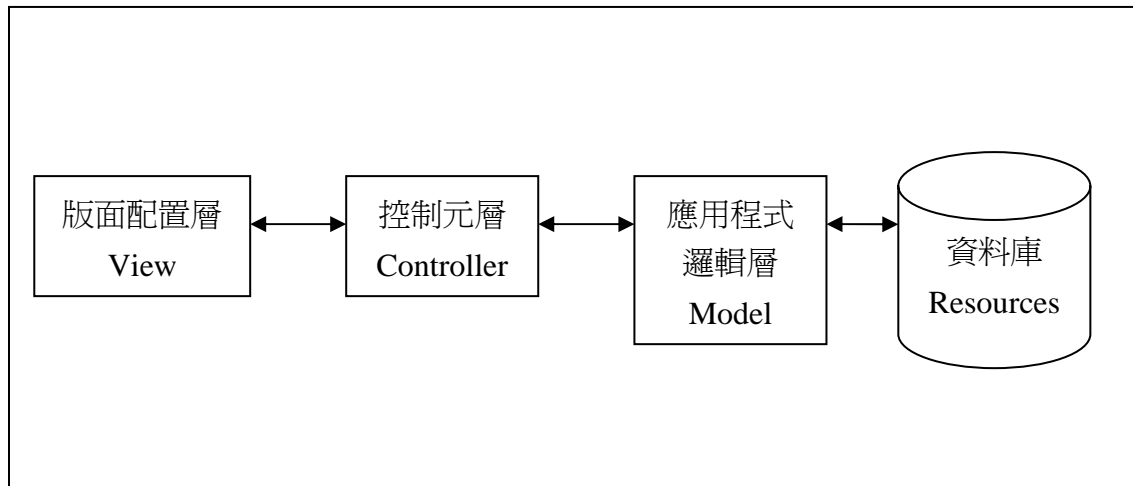 版面配置層
View
控制元層
Controller
應用程式
邏輯層
Model
資料庫
Resources